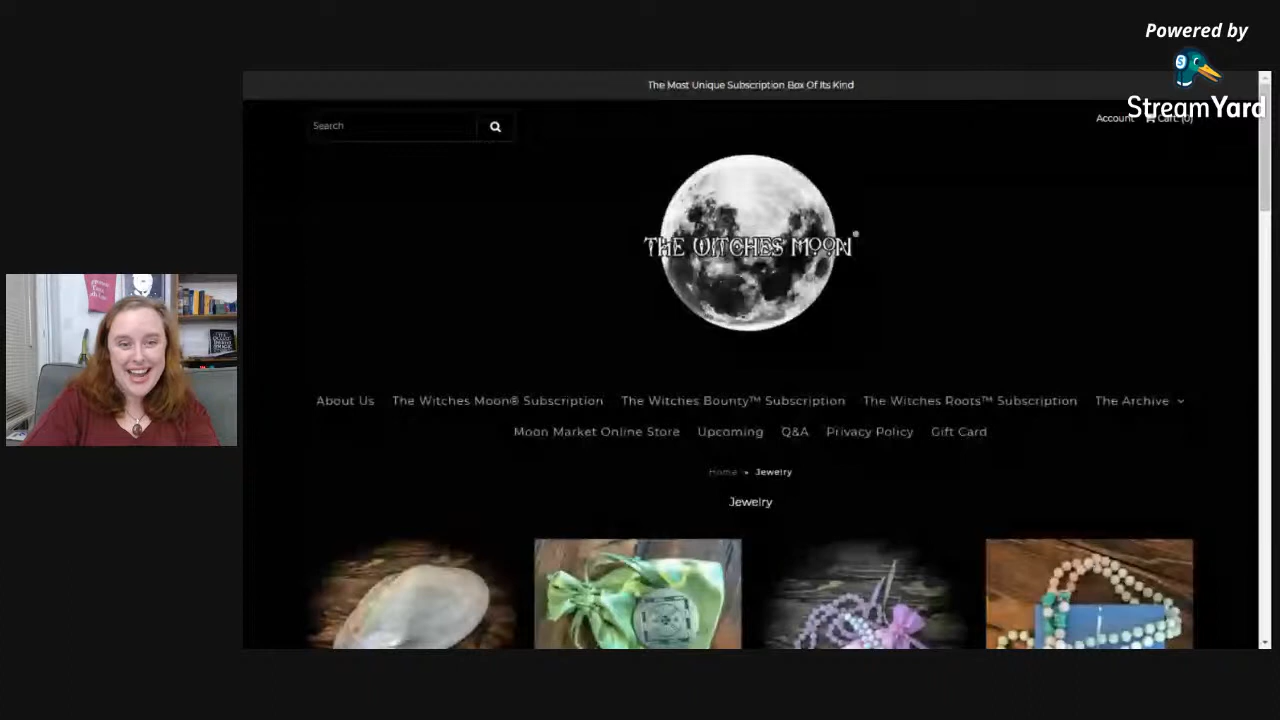 Powered by
StreamYard
The Most Unique Subscription Box Of Its Kind
Search
Account Cart (0)
THE WITCHES MOON®
About Us The Witches Moon® Subscription The Witches Bounty™ Subscription The Witches Roots™ Subscription The Archive
Moon Market Online Store Upcoming Q&A Privacy Policy Gift Card
Home » Jewelry
Jewelry